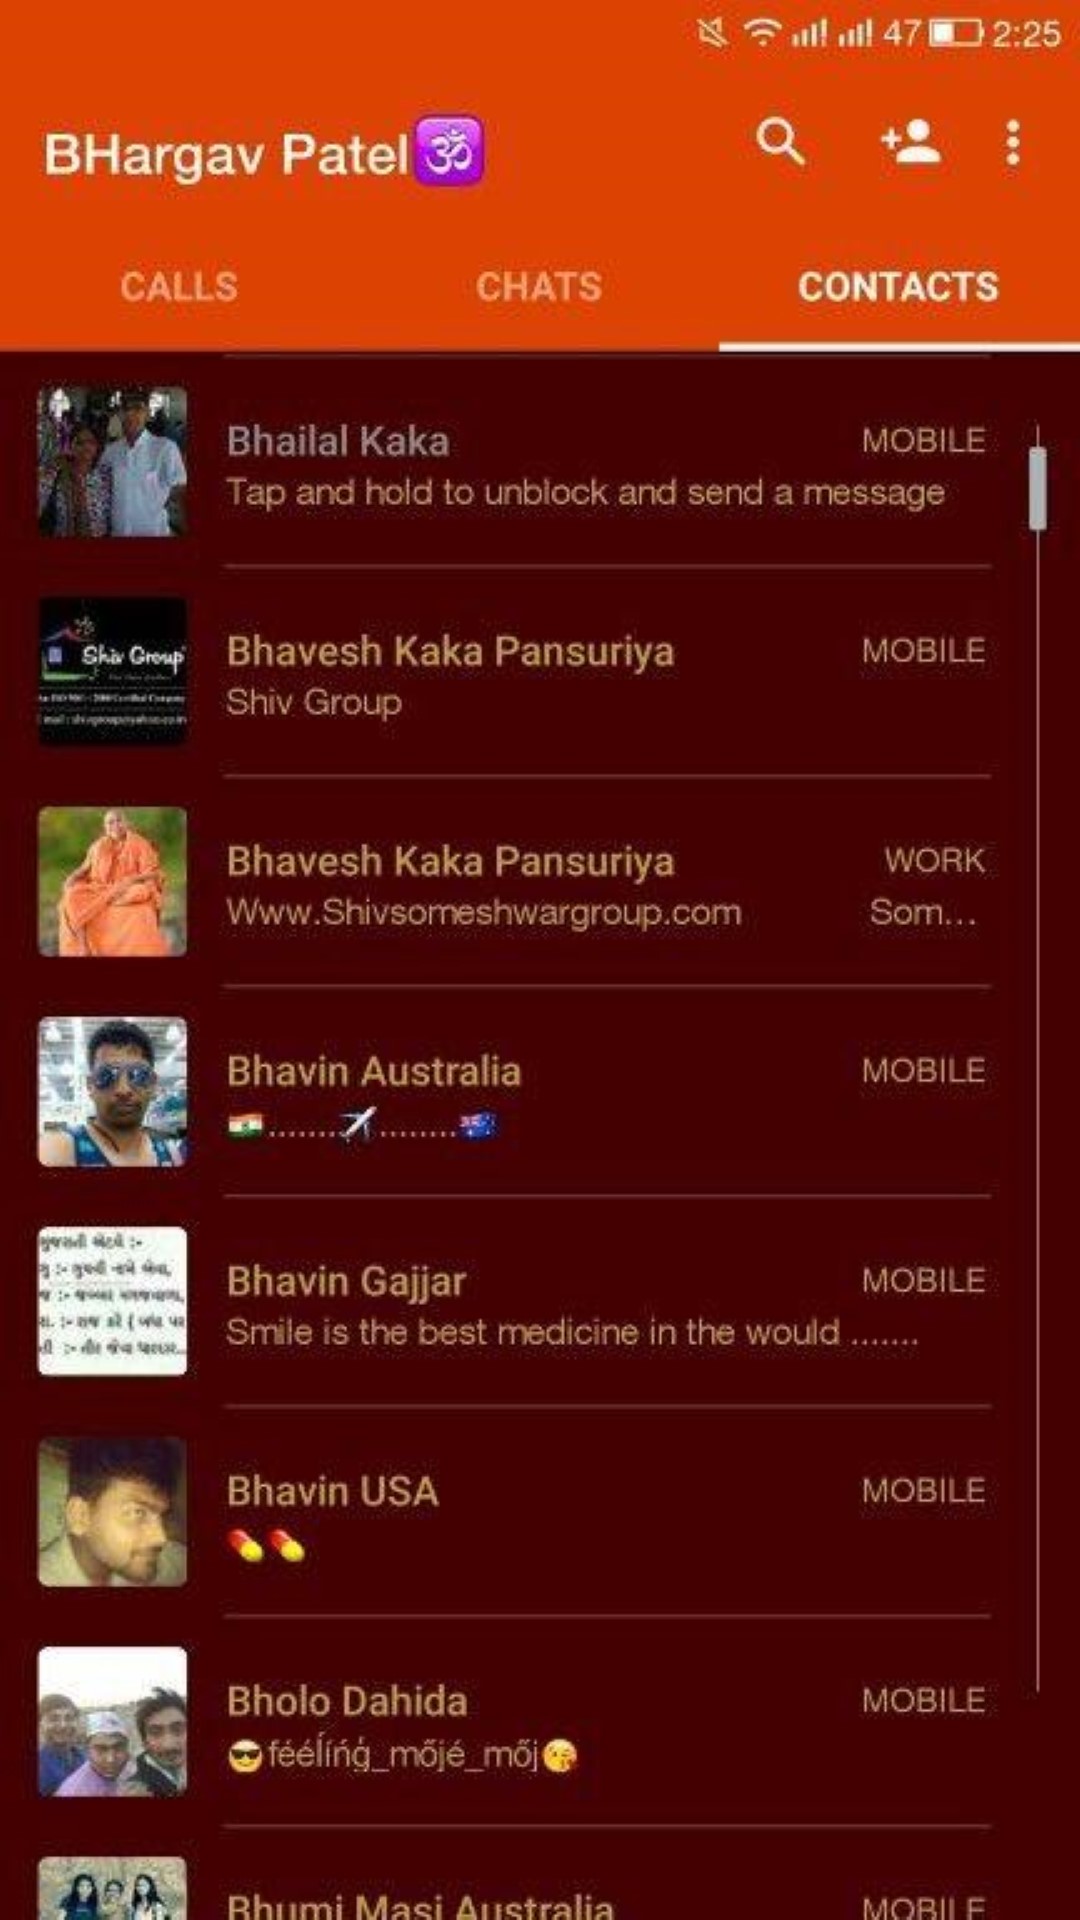 47 2:25
BHargav Patel🕉
CALLS CHATS CONTACTS
Bhailal Kaka MOBILE
Tap and hold to unblock and send a message
Shiv Group
Bhavesh Kaka Pansuriya MOBILE
Shiv Group
Bhavesh Kaka Pansuriya WORK
Www.Shivsomeshwargroup.com Som...
Bhavin Australia MOBILE
🇮🇳.......✈........🇦🇺
ગુજરાતી એટલે :-
Bhavin Gajjar MOBILE
Smile is the best medicine in the would .......
Bhavin USA MOBILE
💊💊
Bholo Dahida MOBILE
😎fééĺíńģ_mőjé_mőj😘
Bhumi Masi Australia MOBILE